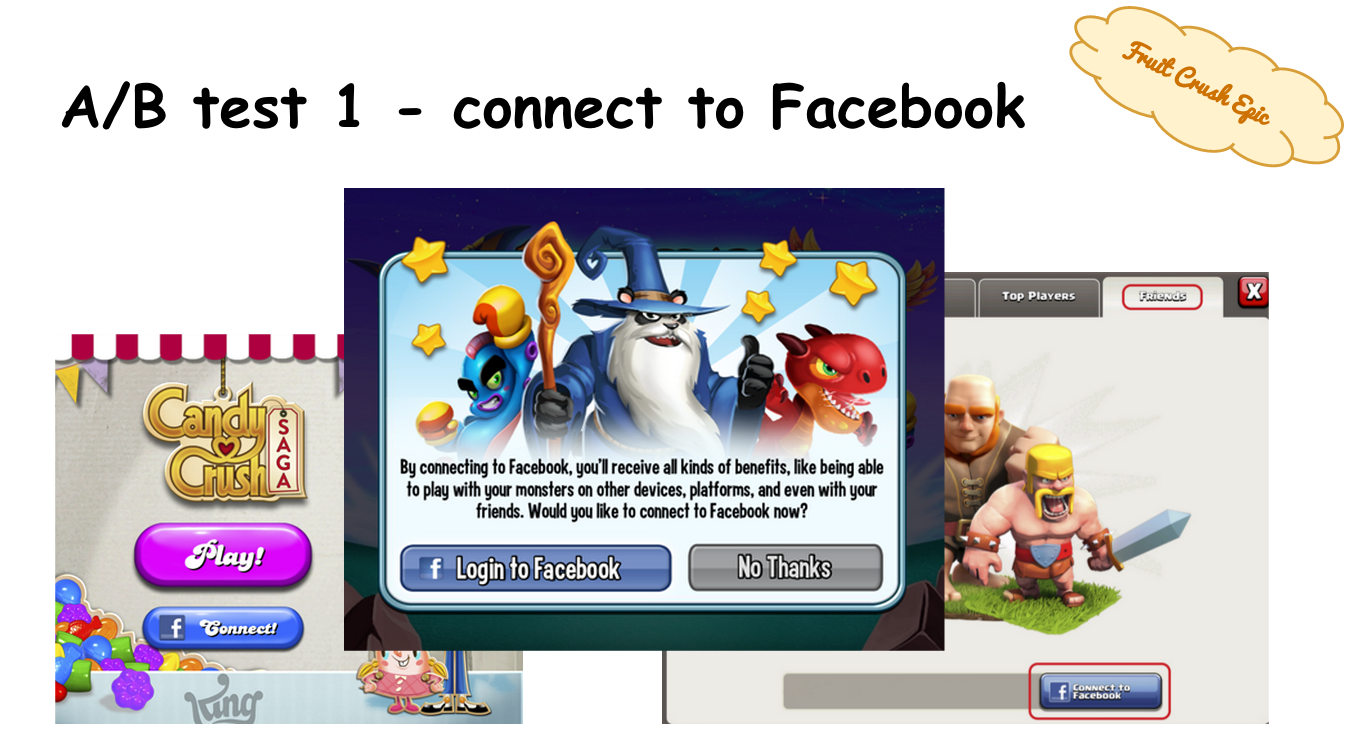 A/B test 1 - connect to Facebook
Fruit Crush Epic
Candy
Crush
SAGA
Play!
f Connect!
King
By connecting to Facebook, you'll receive all kinds of benefits, like being able
to play with your monsters on other devices, platforms, and even with your
friends. Would you like to connect to Facebook now?
f Login to Facebook
No Thanks
Top Players
Friends
X
f Connect to
Facebook